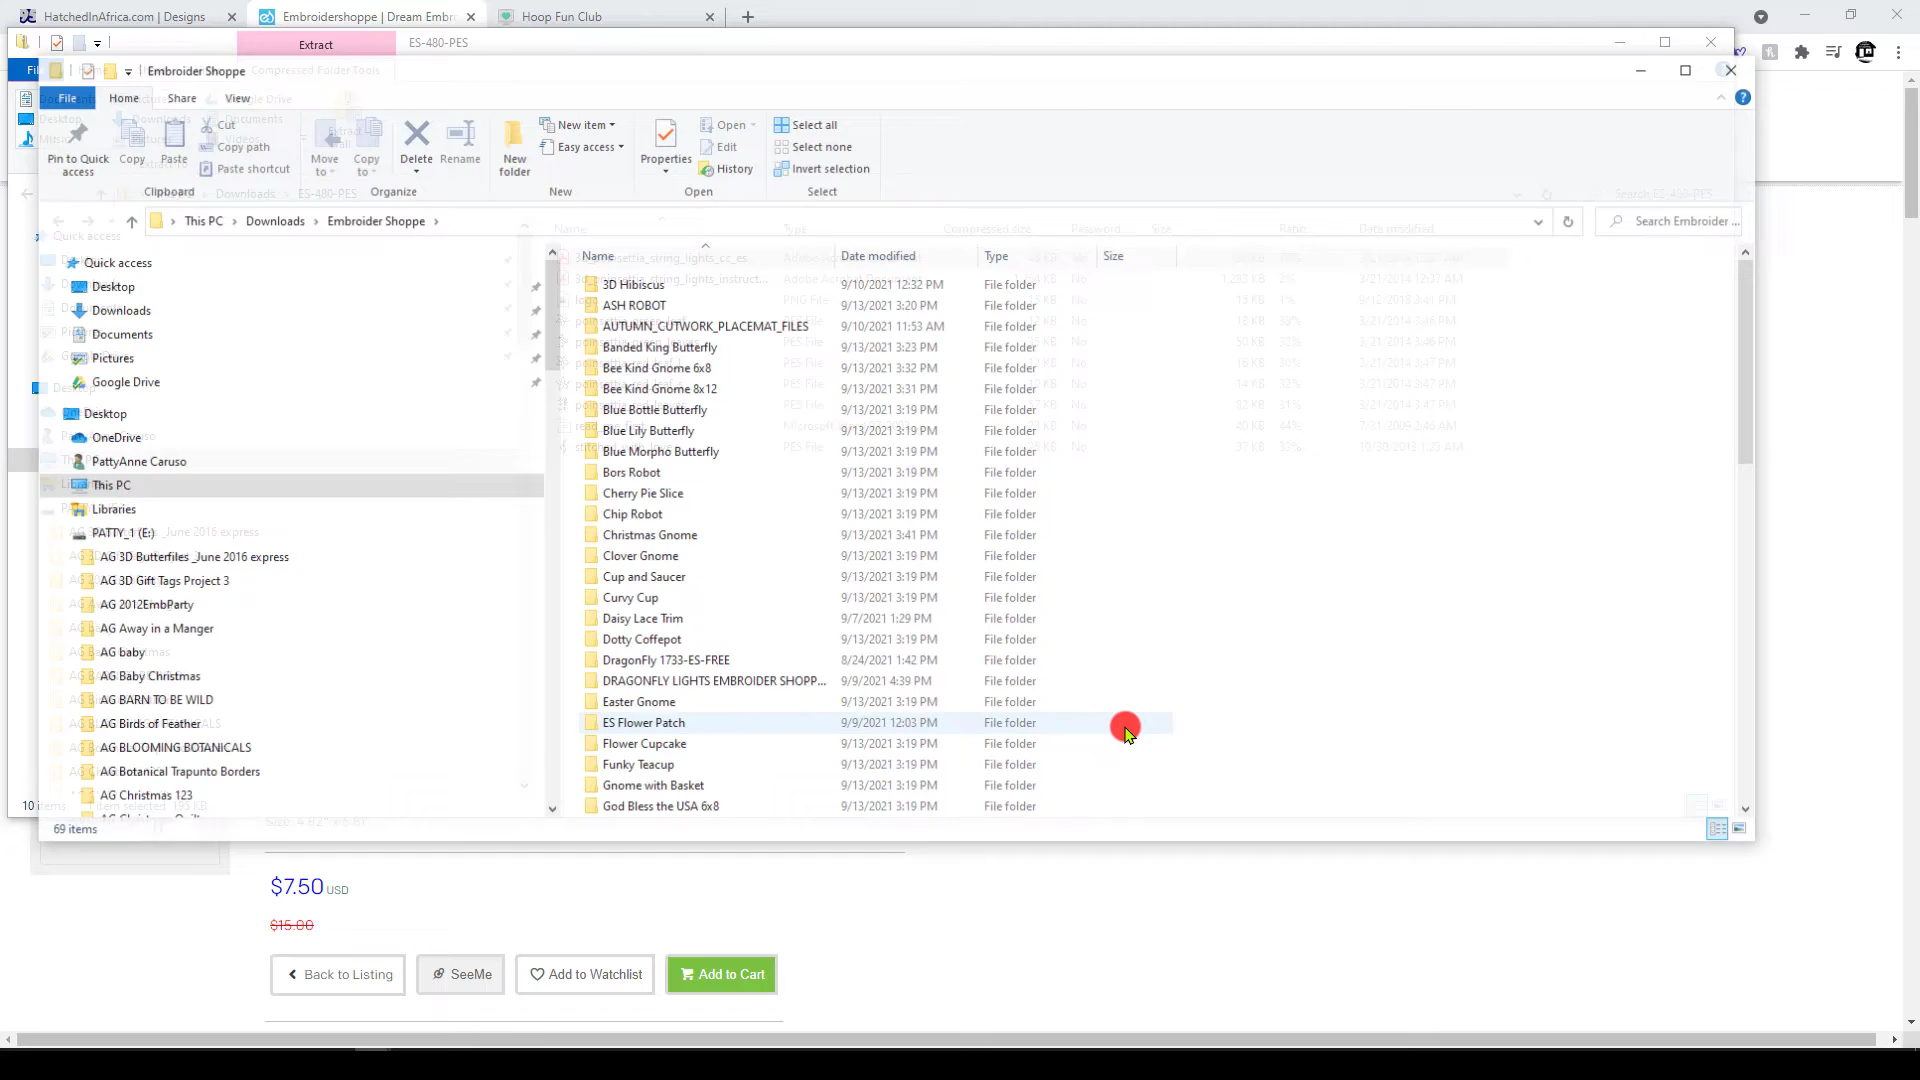 HatchedInAfrica.com | Designs
Embroidershoppe | Dream Embr
Hoop Fun Club
Extract
ES-480-PES
Embroider Shoppe
Compressed Folder Tools
File
Home
Share
View
Pin to Quick access
Copy
Paste
Cut
Copy path
Paste shortcut
Clipboard
Move to
Copy to
Delete
Rename
Organize
New folder
New item
Easy access
New
Properties
Open
Edit
History
Open
Select all
Select none
Invert selection
Select
This PC > Downloads > Embroider Shoppe
Search Embroider ...
Quick access
Desktop
Downloads
Documents
Pictures
Google Drive
Desktop
OneDrive
PattyAnne Caruso
This PC
Libraries
PATTY_1 (E:)
AG 3D Butterfiles _June 2016 express
AG 3D Gift Tags Project 3
AG 2012EmbParty
AG Away in a Manger
AG baby
AG Baby Christmas
AG BARN TO BE WILD
AG Birds of Feather
AG BLOOMING BOTANICALS
AG Botanical Trapunto Borders
AG Christmas 123
Name Date modified Type Size
3D Hibiscus 9/10/2021 12:32 PM File folder
ASH ROBOT 9/13/2021 3:20 PM File folder
AUTUMN_CUTWORK_PLACEMAT_FILES 9/10/2021 11:53 AM File folder
Banded King Butterfly 9/13/2021 3:23 PM File folder
Bee Kind Gnome 6x8 9/13/2021 3:32 PM File folder
Bee Kind Gnome 8x12 9/13/2021 3:31 PM File folder
Blue Bottle Butterfly 9/13/2021 3:19 PM File folder
Blue Lily Butterfly 9/13/2021 3:19 PM File folder
Blue Morpho Butterfly 9/13/2021 3:19 PM File folder
Bors Robot 9/13/2021 3:19 PM File folder
Cherry Pie Slice 9/13/2021 3:19 PM File folder
Chip Robot 9/13/2021 3:19 PM File folder
Christmas Gnome 9/13/2021 3:41 PM File folder
Clover Gnome 9/13/2021 3:19 PM File folder
Cup and Saucer 9/13/2021 3:19 PM File folder
Curvy Cup 9/13/2021 3:19 PM File folder
Daisy Lace Trim 9/7/2021 1:29 PM File folder
Dotty Coffepot 9/13/2021 3:19 PM File folder
DragonFly 1733-ES-FREE 8/24/2021 1:42 PM File folder
DRAGONFLY LIGHTS EMBROIDER SHOPP... 9/9/2021 4:39 PM File folder
Easter Gnome 9/13/2021 3:19 PM File folder
ES Flower Patch 9/9/2021 12:03 PM File folder
Flower Cupcake 9/13/2021 3:19 PM File folder
Funky Teacup 9/13/2021 3:19 PM File folder
Gnome with Basket 9/13/2021 3:19 PM File folder
God Bless the USA 6x8 9/13/2021 3:19 PM File folder
69 items
$7.50 USD
$15.00
Back to Listing
SeeMe
Add to Watchlist
Add to Cart